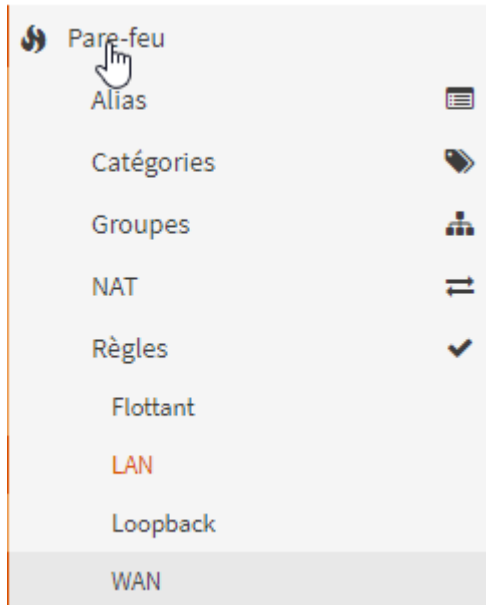 Pare-feu
Alias
Catégories
Groupes
NAT
Règles
Flottant
LAN
Loopback
WAN